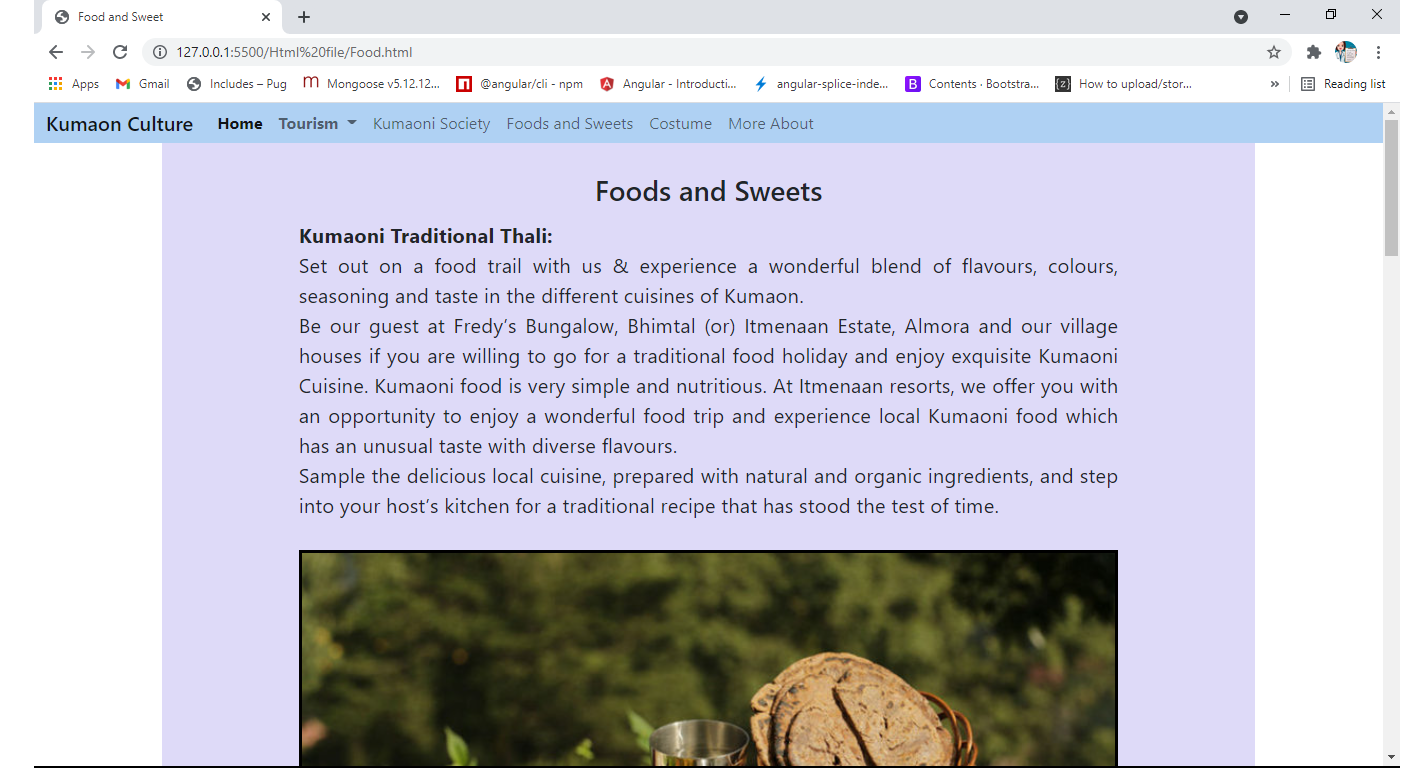 Food and Sweet
127.0.0.1:5500/Html%20file/Food.html
Apps Gmail Includes – Pug Mongoose v5.12.12... @angular/cli - npm Angular - Introducti... angular-splice-inde... Contents · Bootstra... How to upload/stor... » Reading list
Kumaon Culture Home Tourism Kumaoni Society Foods and Sweets Costume More About
Foods and Sweets
Kumaoni Traditional Thali:
Set out on a food trail with us & experience a wonderful blend of flavours, colours,
seasoning and taste in the different cuisines of Kumaon.
Be our guest at Fredy’s Bungalow, Bhimtal (or) Itmenaan Estate, Almora and our village
houses if you are willing to go for a traditional food holiday and enjoy exquisite Kumaoni
Cuisine. Kumaoni food is very simple and nutritious. At Itmenaan resorts, we offer you with
an opportunity to enjoy a wonderful food trip and experience local Kumaoni food which
has an unusual taste with diverse flavours.
Sample the delicious local cuisine, prepared with natural and organic ingredients, and step
into your host’s kitchen for a traditional recipe that has stood the test of time.